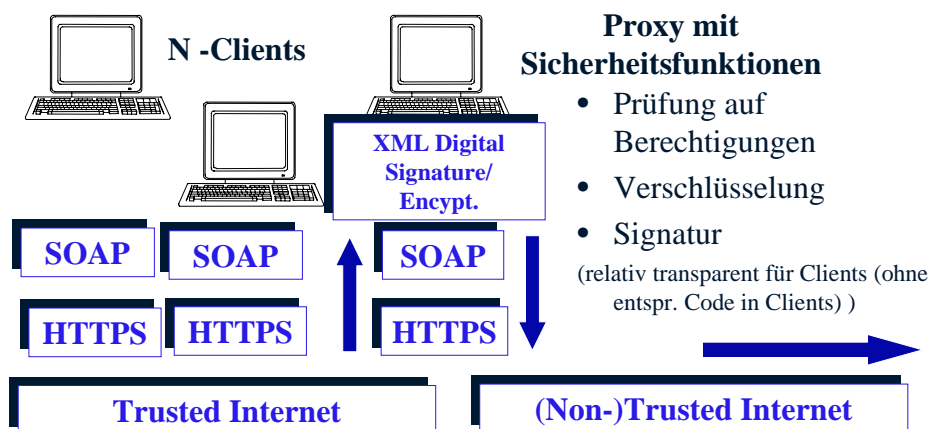 N -Clients
Proxy mit
Sicherheitsfunktionen
• Prüfung auf
Berechtigungen
• Verschlüsselung
• Signatur
(relativ transparent für Clients (ohne
entspr. Code in Clients) )
XML Digital
Signature/
Encypt.
SOAP
SOAP
SOAP
HTTPS
HTTPS
HTTPS
Trusted Internet
(Non-)Trusted Internet